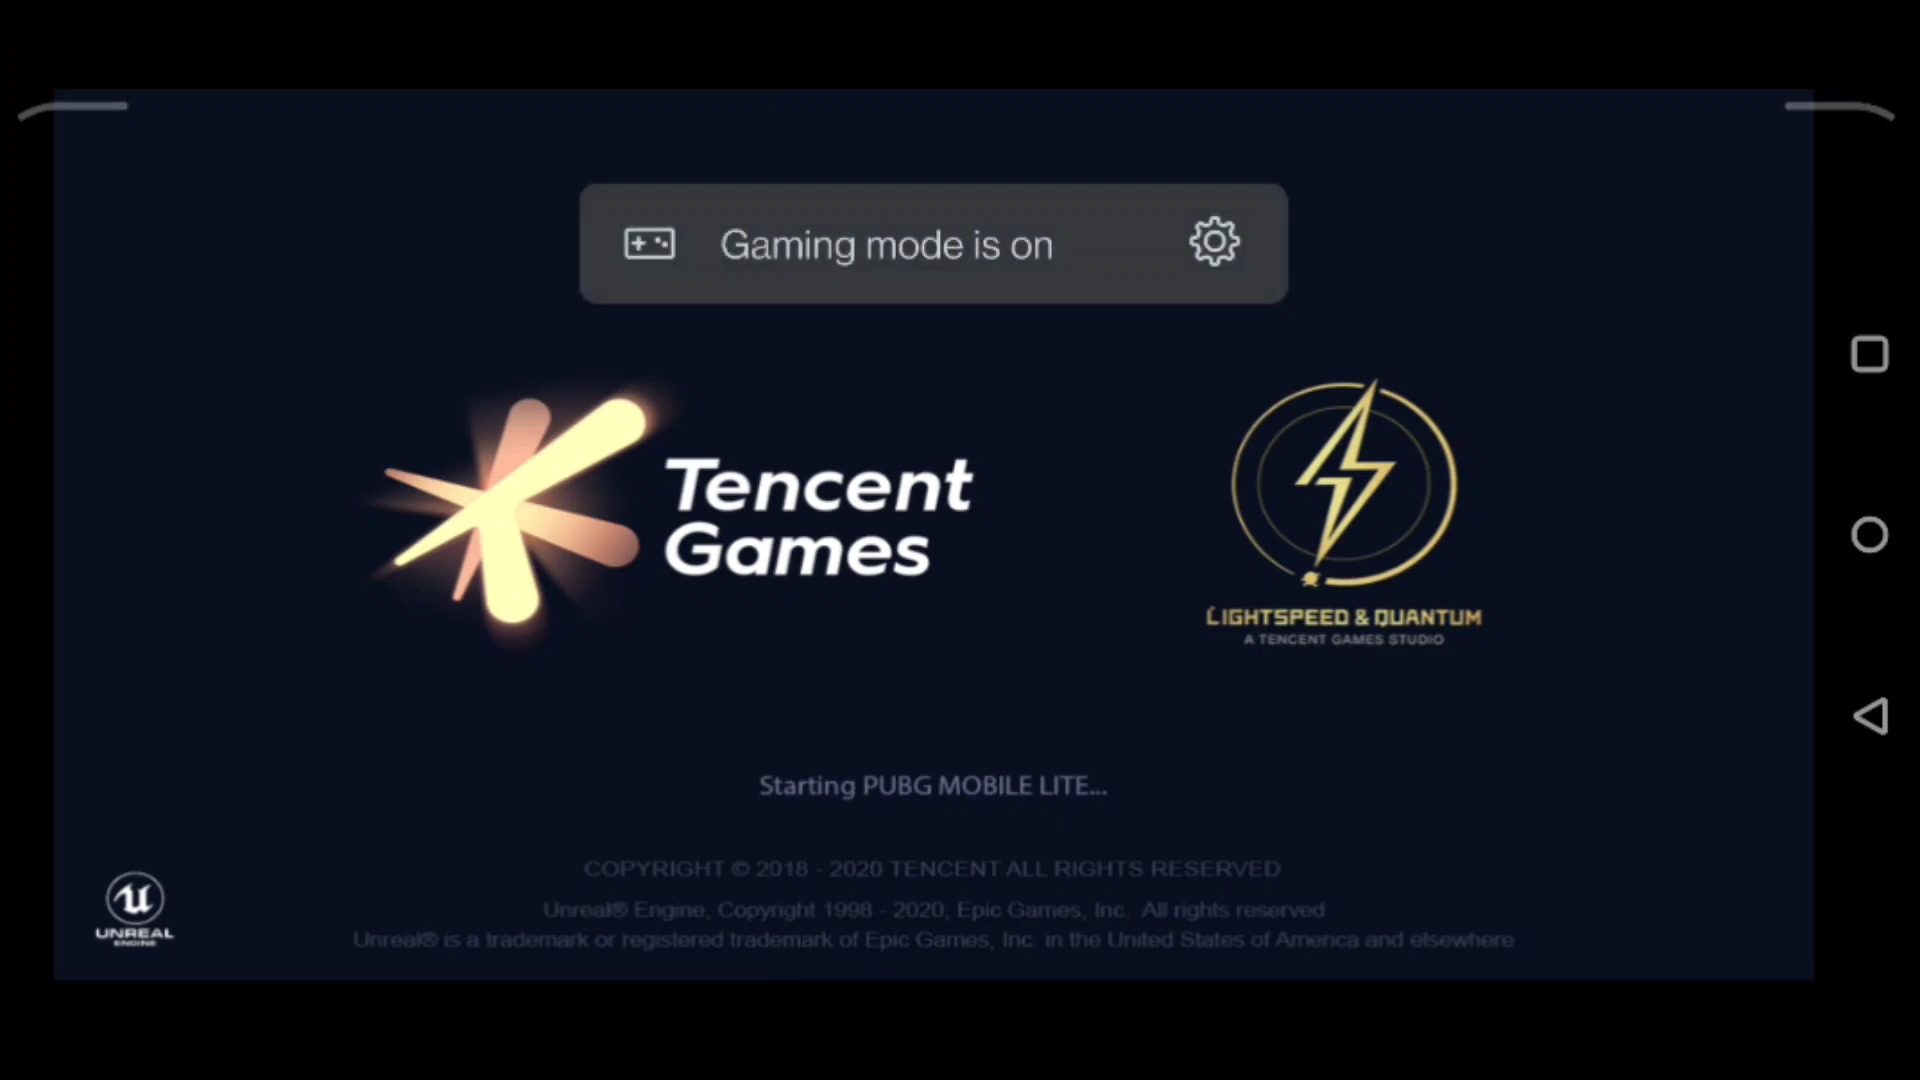 Gaming mode is on
Tencent
Games
LIGHTSPEED & QUANTUM
A TENCENT GAMES STUDIO
Starting PUBG MOBILE LITE...
COPYRIGHT © 2018 - 2020 TENCENT ALL RIGHTS RESERVED
Unreal® Engine, Copyright 1998 - 2020, Epic Games, Inc. All rights reserved
Unreal® is a trademark or registered trademark of Epic Games, Inc. in the United States of America and elsewhere
UNREAL
ENGINE